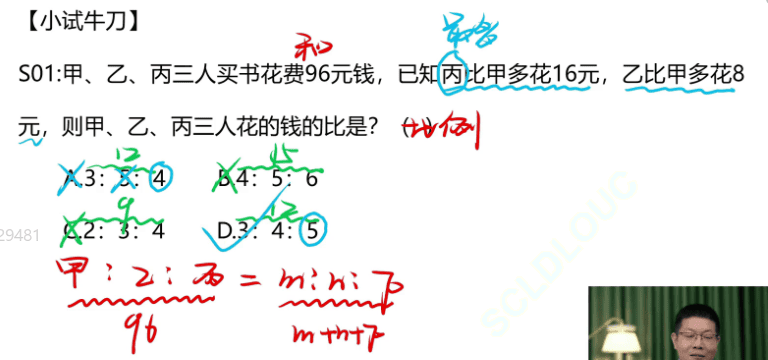 【小试牛刀】
最多
和
S01:甲、乙、丙三人买书花费96元钱，已知丙比甲多花16元，乙比甲多花8
元，则甲、乙、丙三人花的钱的比是？（ ）
比例
12 15
A.3：5：4 B.4：5：6
9 12
C.2：3：4 D.3：4：5
甲：乙：丙 = m:n:p
96 m+n+p
29481
SCLDLOUC